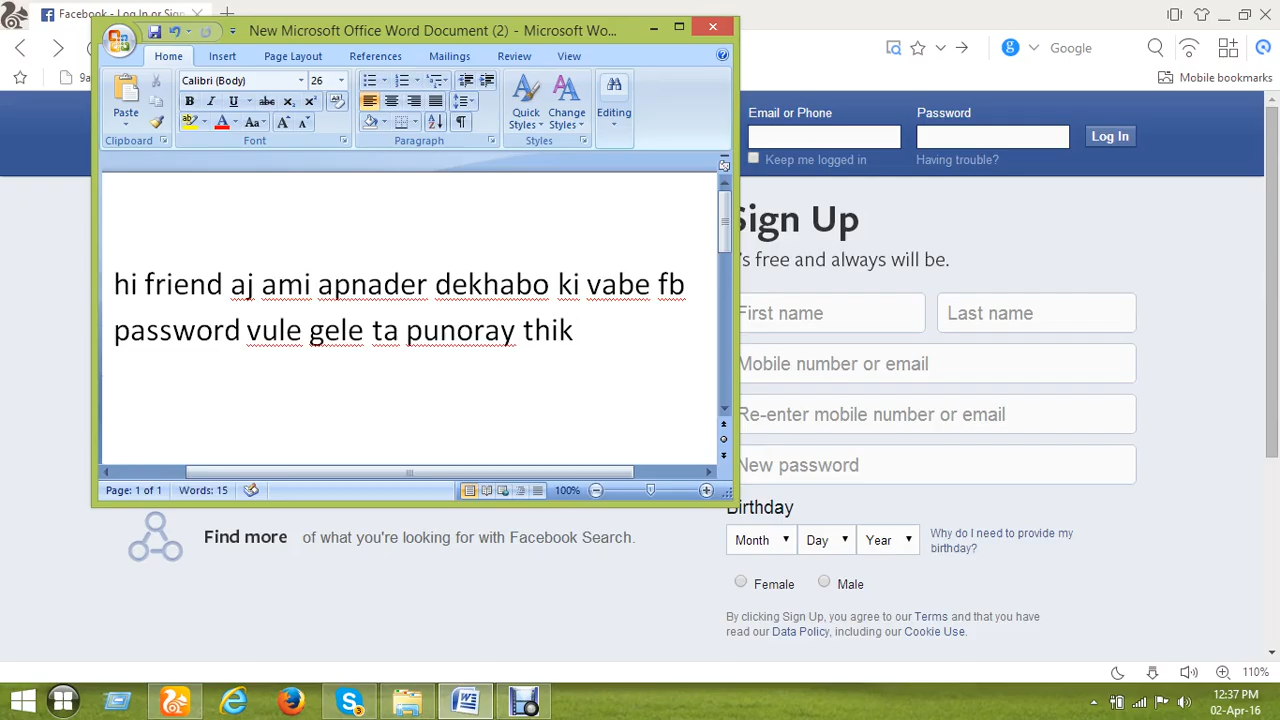 Facebook - Log In or Sign
New Microsoft Office Word Document (2) - Microsoft Wo...
Home Insert Page Layout References Mailings Review View
Google
Mobile bookmarks
9a
Calibri (Body) 26
Paste
Quick Styles
Change Styles
Editing
Clipboard Font Paragraph Styles
hi friend aj ami apnader dekhabo ki vabe fb
password vule gele ta punoray thik
Page: 1 of 1 Words: 15 100%
Email or Phone Password
Log In
Keep me logged in Having trouble?
Sign Up
's free and always will be.
First name Last name
Mobile number or email
Re-enter mobile number or email
New password
Birthday
Month Day Year
Why do I need to provide my
birthday?
Female Male
By clicking Sign Up, you agree to our Terms and that you have
read our Data Policy, including our Cookie Use.
Find more of what you're looking for with Facebook Search.
110%
12:37 PM
02-Apr-16